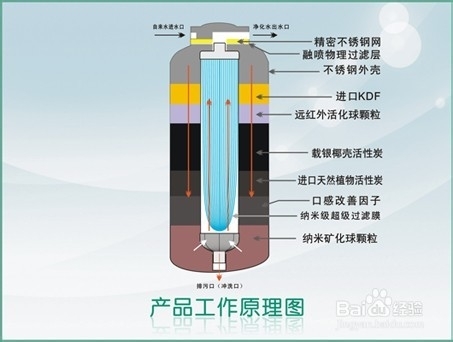 自来水进水口
净化水出水口
精密不锈钢网
融喷物理过滤层
不锈钢外壳
进口KDF
远红外活化球颗粒
载银椰壳活性炭
进口天然植物活性炭
口感改善因子
纳米级超级过滤膜
纳米矿化球颗粒
排污口（冲洗口）
产品工作原理图
Baidu经验
jingyan.baidu.com